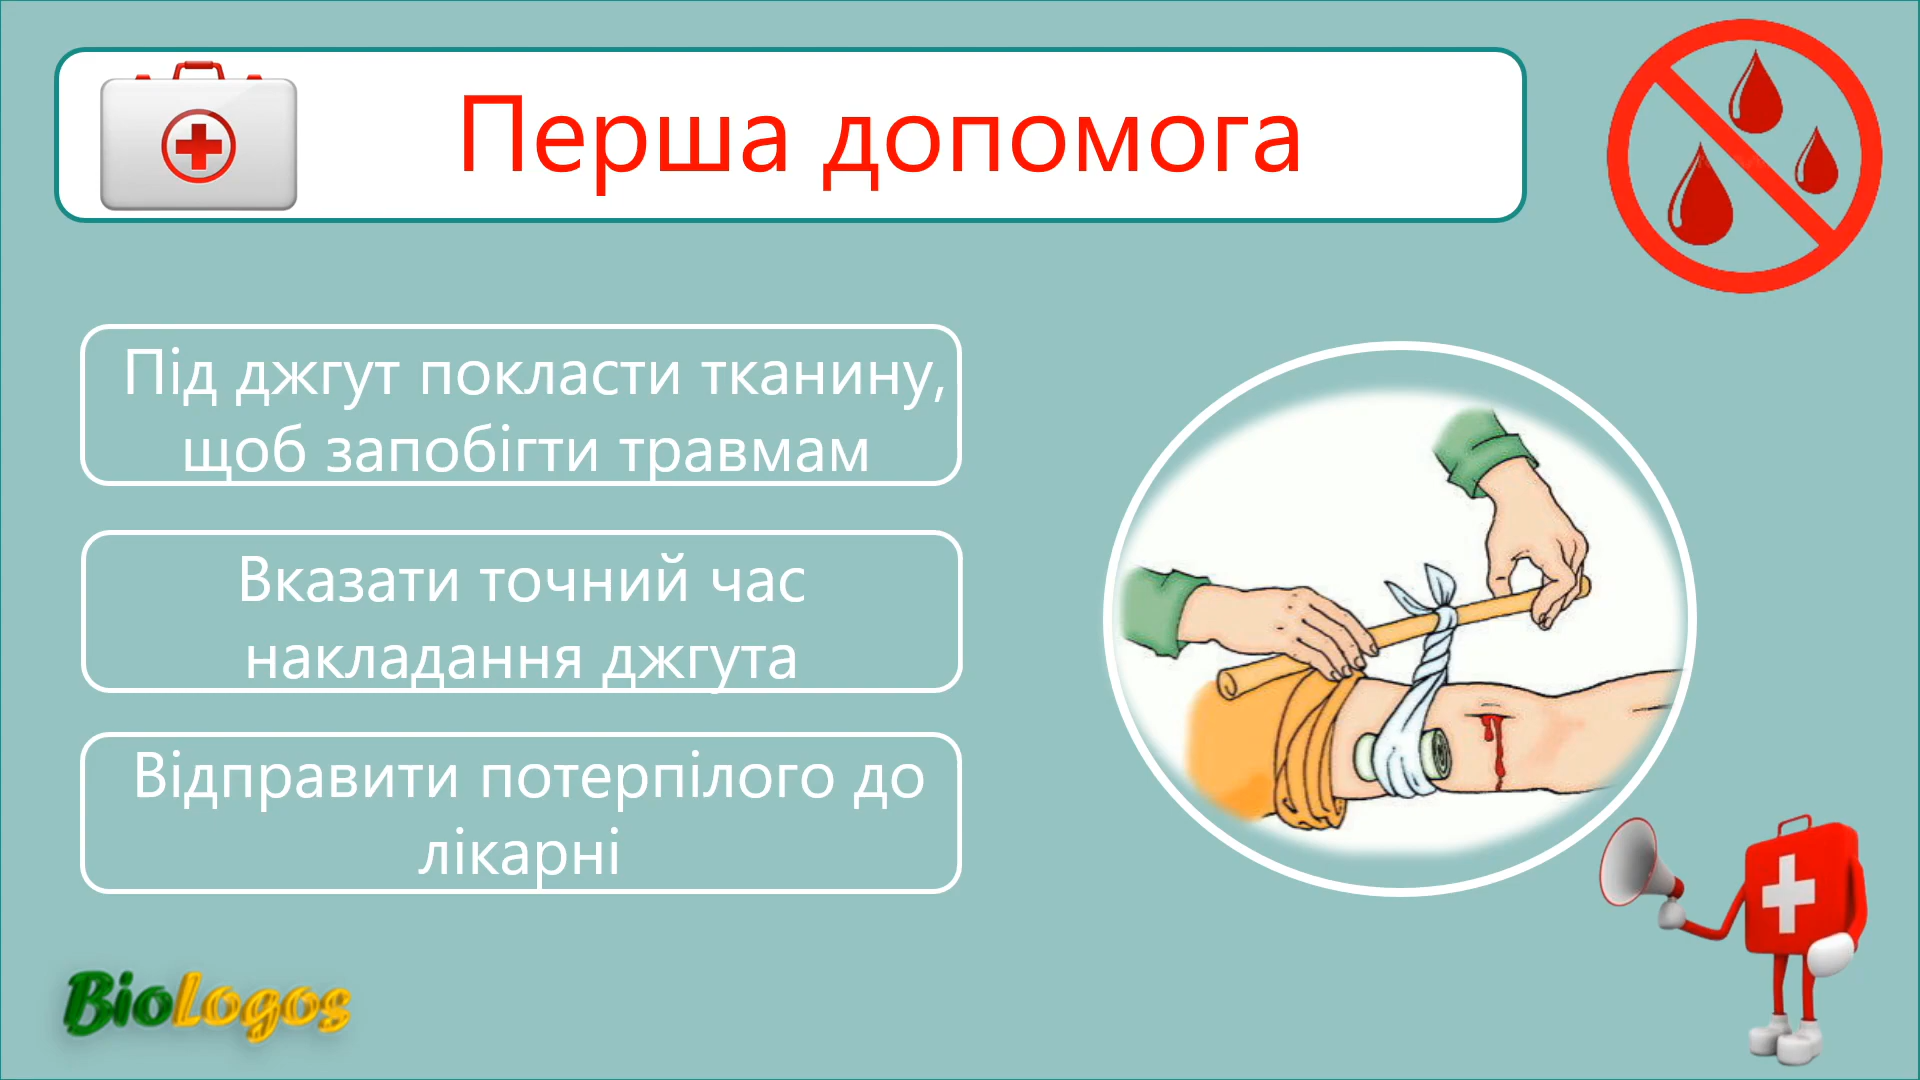 Перша допомога
Під джгут покласти тканину,
щоб запобігти травмам
Вказати точний час
накладання джгута
Відправити потерпілого до
лікарні
BioLogos